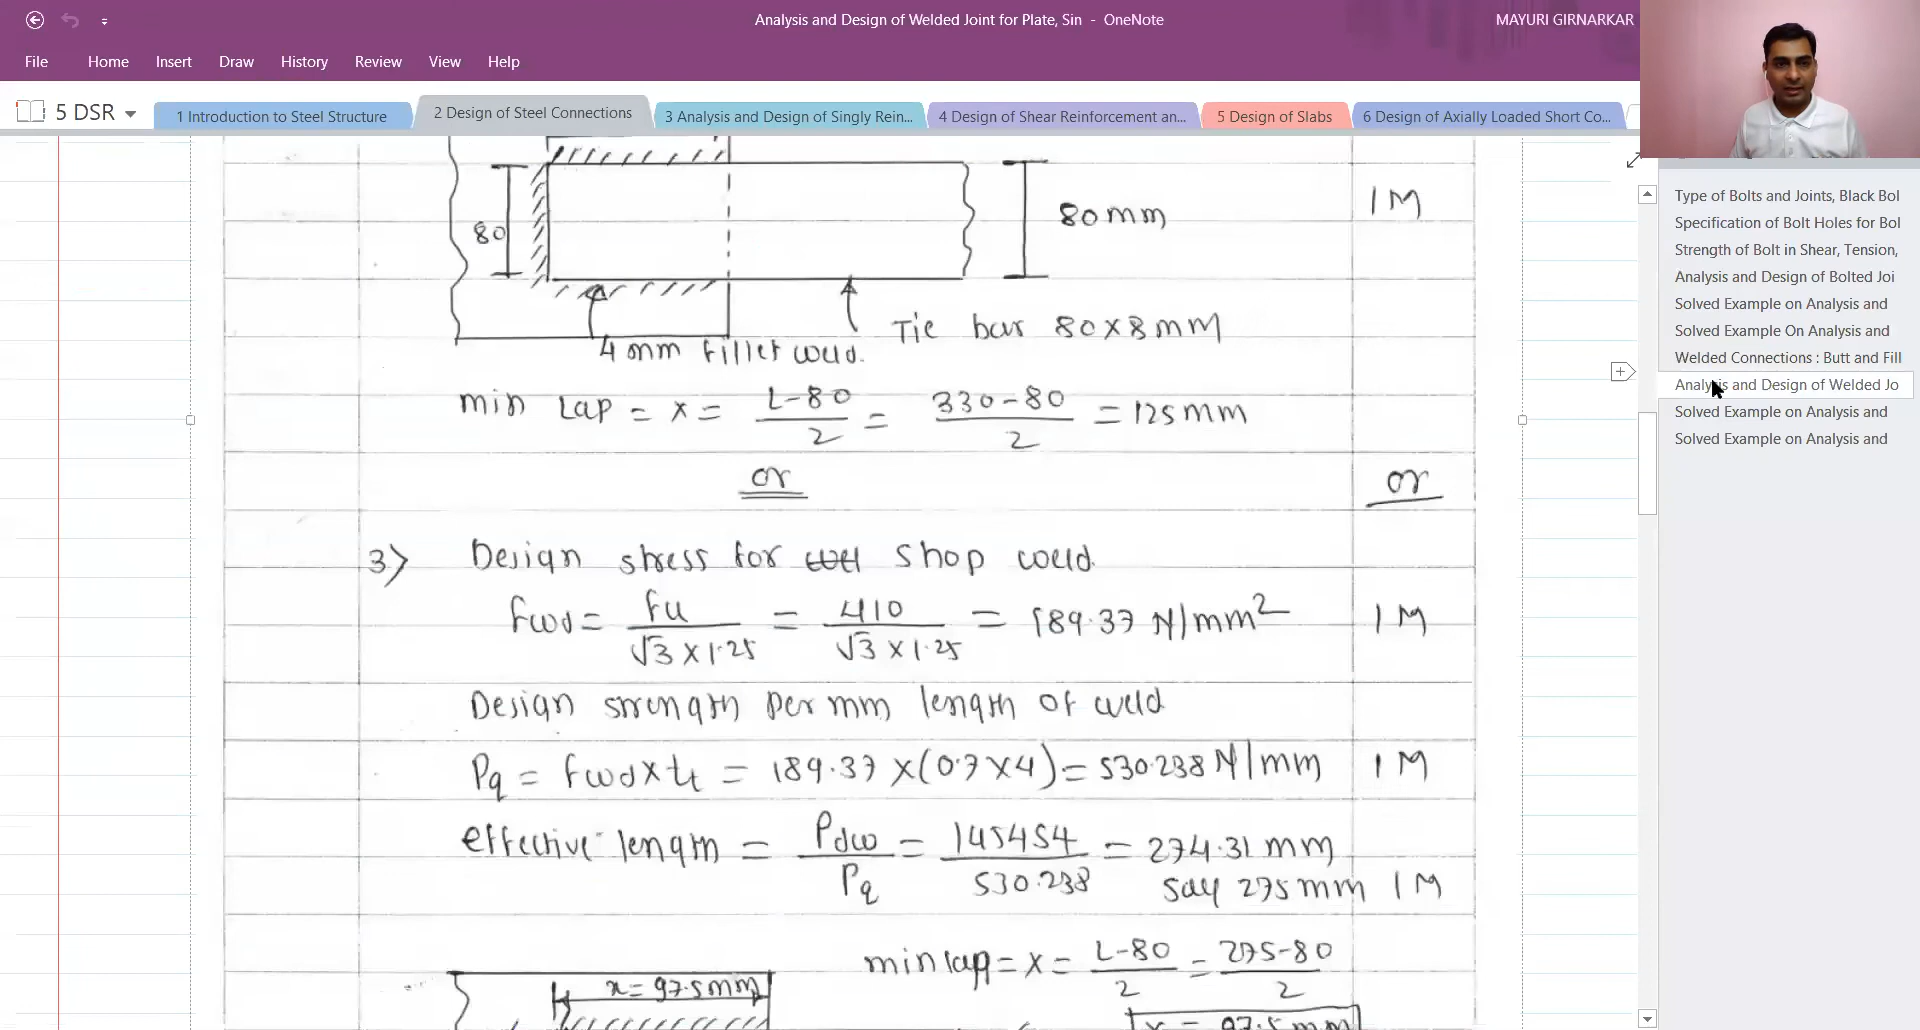 Analysis and Design of Welded Joint for Plate, Sin - OneNote
MAYURI GIRNARKAR
File Home Insert Draw History Review View Help
5 DSR
1 Introduction to Steel Structure
2 Design of Steel Connections
3 Analysis and Design of Singly Rein...
4 Design of Shear Reinforcement an...
5 Design of Slabs
6 Design of Axially Loaded Short Co...
80
80mm
1M
Tie bar 80×8mm
4mm fillet weld.
min Lap = x = L-80/2 = 330-80/2 = 125mm
or
or
3) Design stress for shop weld.
fwd = fu/√3×1.25 = 410/√3×1.25 = 189.37 N/mm² 1M
Design strength per mm length of weld
Pq = fwd×tt = 189.37×(0.7×4) = 530.238 N/mm 1M
effective length = Pdw/Pq = 145454/530.238 = 274.31 mm
say 275mm 1M
min lap = x = L-80/2 = 275-80/2
x = 97.5mm
x = 97.5mm
Type of Bolts and Joints, Black Bol
Specification of Bolt Holes for Bol
Strength of Bolt in Shear, Tension,
Analysis and Design of Bolted Joi
Solved Example on Analysis and
Solved Example On Analysis and
Welded Connections : Butt and Fill
Analysis and Design of Welded Jo
Solved Example on Analysis and
Solved Example on Analysis and